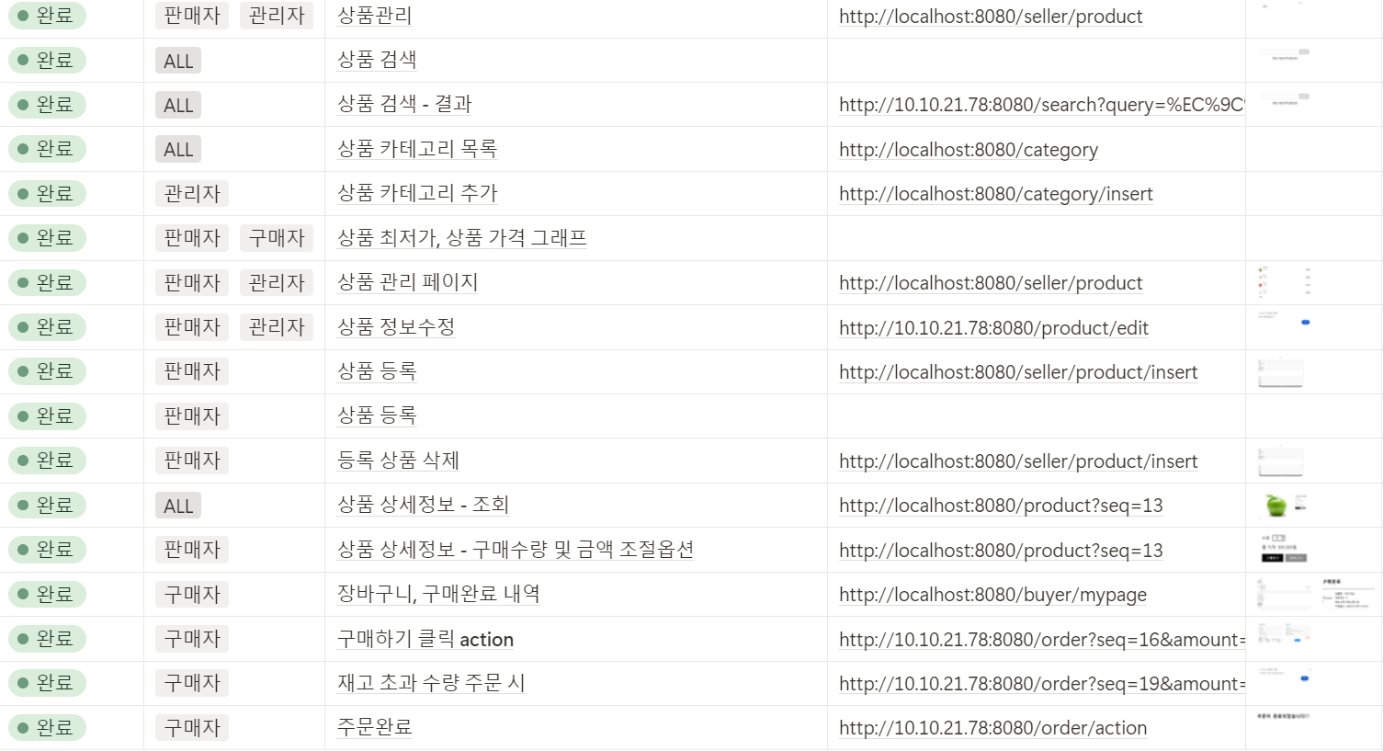 완료 판매자 관리자 상품관리 http://localhost:8080/seller/product
완료 ALL 상품 검색
완료 ALL 상품 검색 - 결과 http://10.10.21.78:8080/search?query=%EC%9C
완료 ALL 상품 카테고리 목록 http://localhost:8080/category
완료 관리자 상품 카테고리 추가 http://localhost:8080/category/insert
완료 판매자 구매자 상품 최저가, 상품 가격 그래프
완료 판매자 관리자 상품 관리 페이지 http://localhost:8080/seller/product
완료 판매자 관리자 상품 정보수정 http://10.10.21.78:8080/product/edit
완료 판매자 상품 등록 http://localhost:8080/seller/product/insert
완료 판매자 상품 등록
완료 판매자 등록 상품 삭제 http://localhost:8080/seller/product/insert
완료 ALL 상품 상세정보 - 조회 http://localhost:8080/product?seq=13
완료 판매자 상품 상세정보 - 구매수량 및 금액 조절옵션 http://localhost:8080/product?seq=13
완료 구매자 장바구니, 구매완료 내역 http://localhost:8080/buyer/mypage
완료 구매자 구매하기 클릭 action http://10.10.21.78:8080/order?seq=16&amount=
완료 구매자 재고 초과 수량 주문 시 http://10.10.21.78:8080/order?seq=19&amount=
완료 구매자 주문완료 http://10.10.21.78:8080/order/action